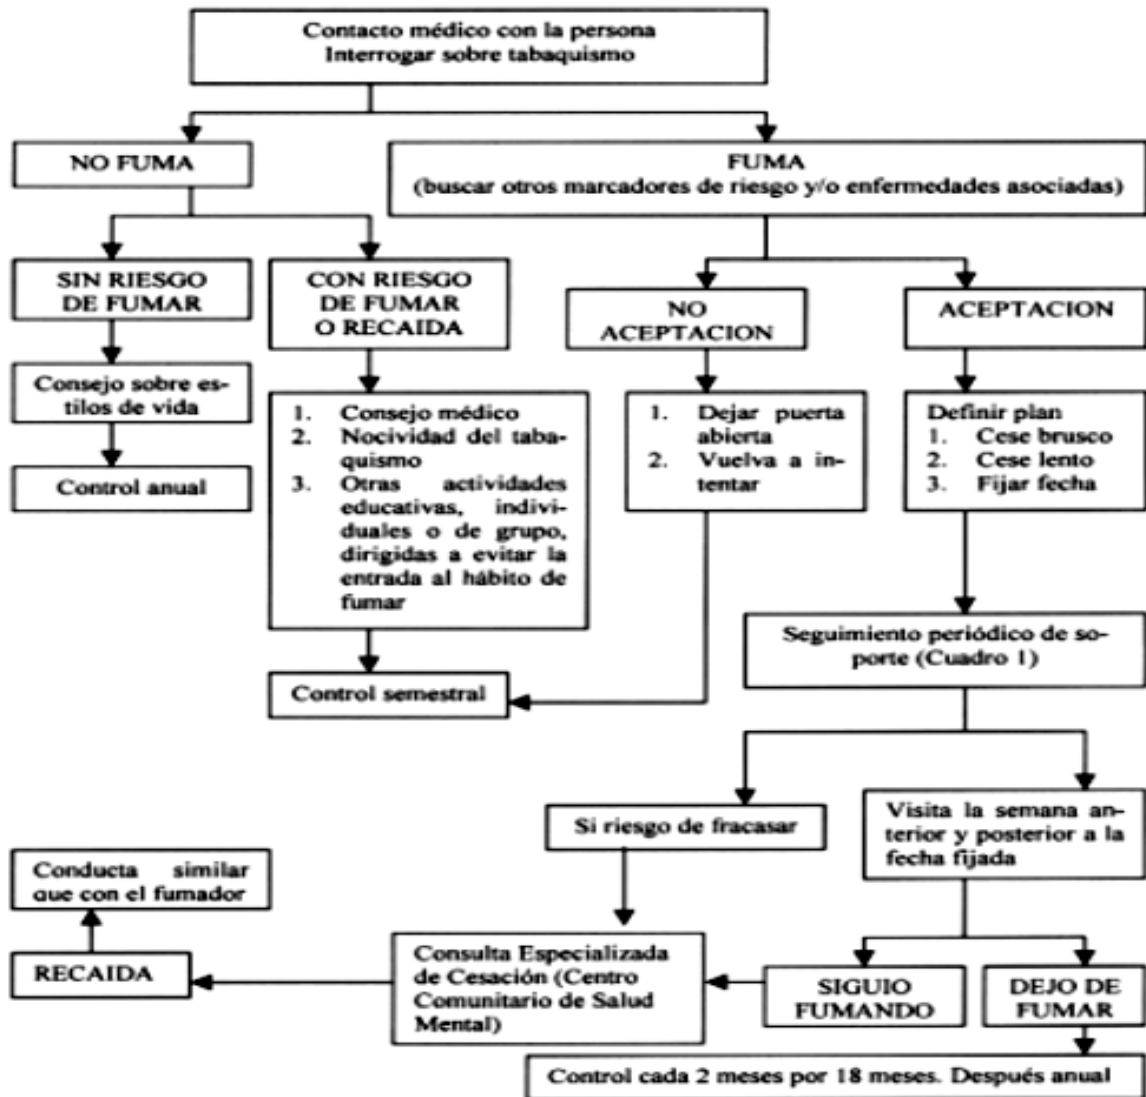 Contacto médico con la persona
Interrogar sobre tabaquismo
NO FUMA
FUMA
(buscar otros marcadores de riesgo y/o enfermedades asociadas)
SIN RIESGO
DE FUMAR
CON RIESGO
DE FUMAR
O RECAIDA
NO
ACEPTACION
ACEPTACION
Consejo sobre es-
tilos de vida
Control anual
1. Consejo médico
2. Nocividad del taba-
quismo
3. Otras actividades
educativas, indivi-
duales o de grupo,
dirigidas a evitar la
entrada al hábito de
fumar
1. Dejar puerta
abierta
2. Vuelva a in-
tentar
Definir plan
1. Cese brusco
2. Cese lento
3. Fijar fecha
Control semestral
Seguimiento periódico de so-
porte (Cuadro 1)
Si riesgo de fracasar
Visita la semana an-
terior y posterior a la
fecha fijada
Conducta similar
que con el fumador
RECAIDA
Consulta Especializada
de Cesación (Centro
Comunitario de Salud
Mental)
SIGUIO
FUMANDO
DEJO DE
FUMAR
Control cada 2 meses por 18 meses. Después anual